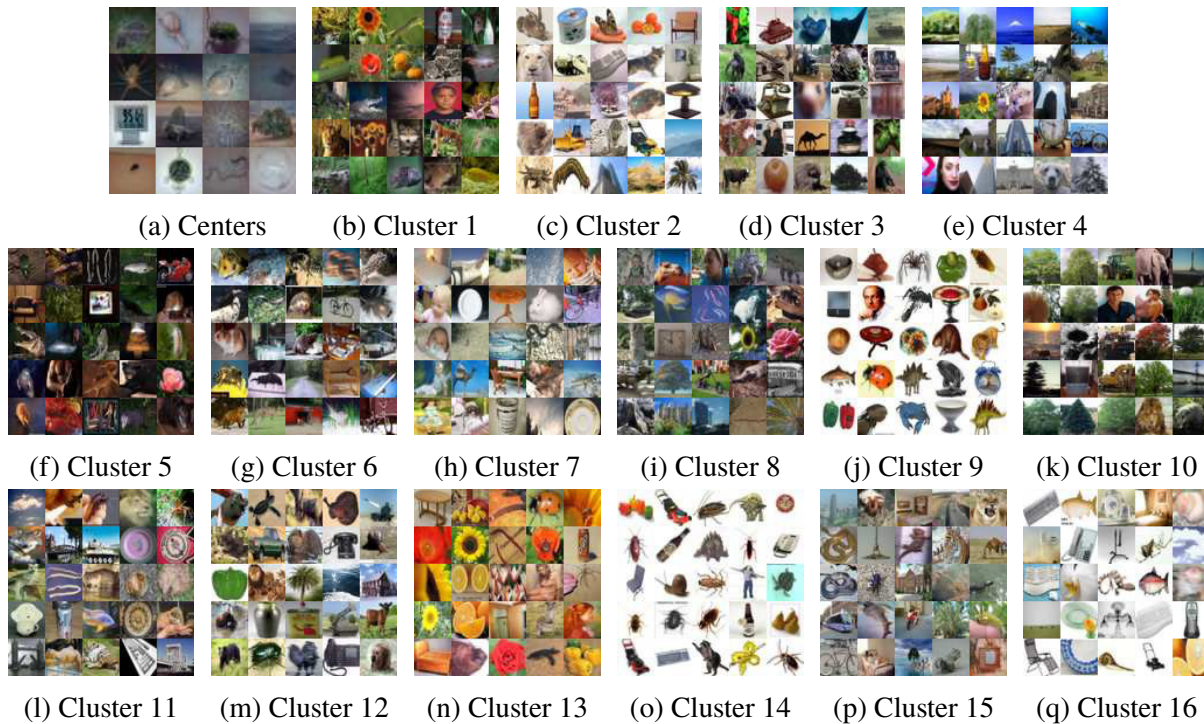 (a) Centers
(b) Cluster 1
(c) Cluster 2
(d) Cluster 3
(e) Cluster 4
(f) Cluster 5
(g) Cluster 6
(h) Cluster 7
(i) Cluster 8
(j) Cluster 9
(k) Cluster 10
(l) Cluster 11
(m) Cluster 12
(n) Cluster 13
(o) Cluster 14
(p) Cluster 15
(q) Cluster 16